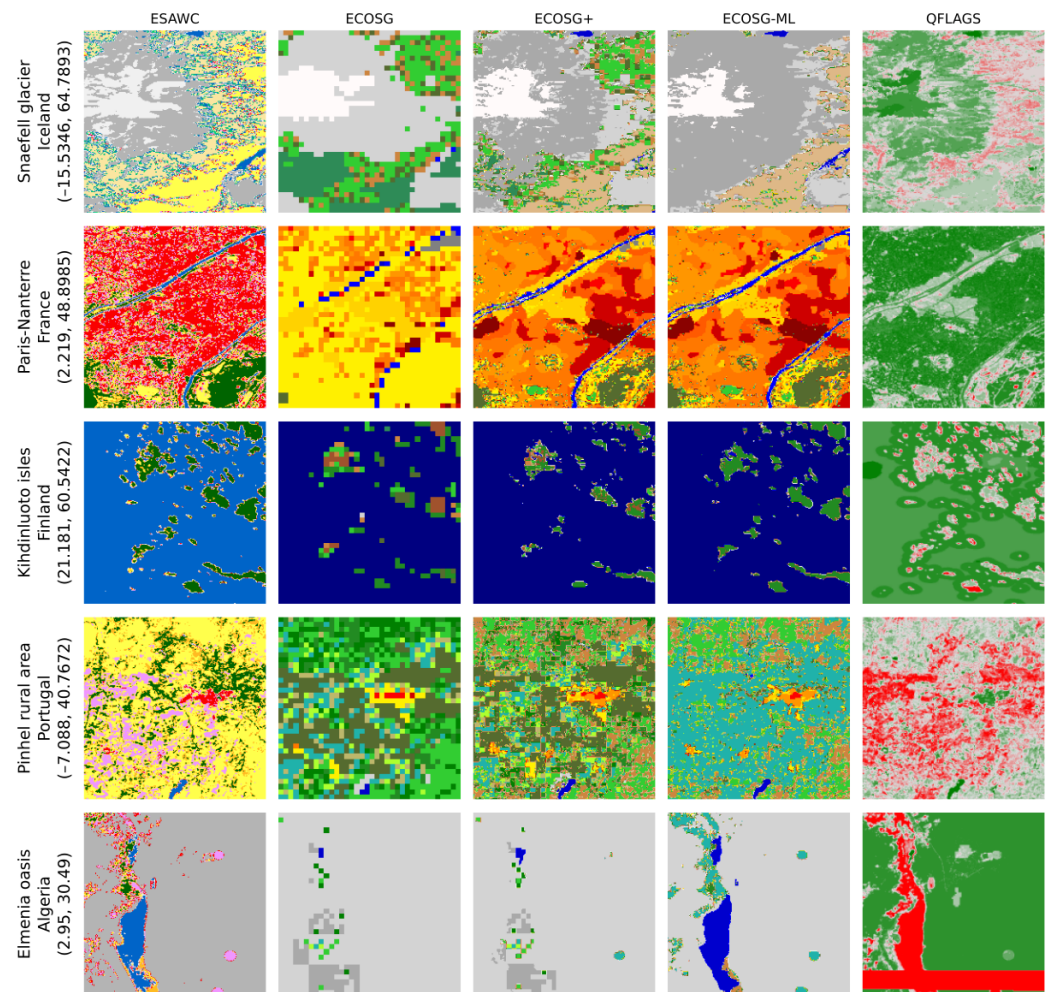 ESAWC ECOSG ECOSG+ ECOSG-ML QFLAGS
Snaefell glacier
Iceland
(−15.5346, 64.7893)
Paris-Nanterre
France
(2.219, 48.8985)
Kihdinluoto isles
Finland
(21.181, 60.5422)
Pinhel rural area
Portugal
(−7.088, 40.7672)
Elmenia oasis
Algeria
(2.95, 30.49)